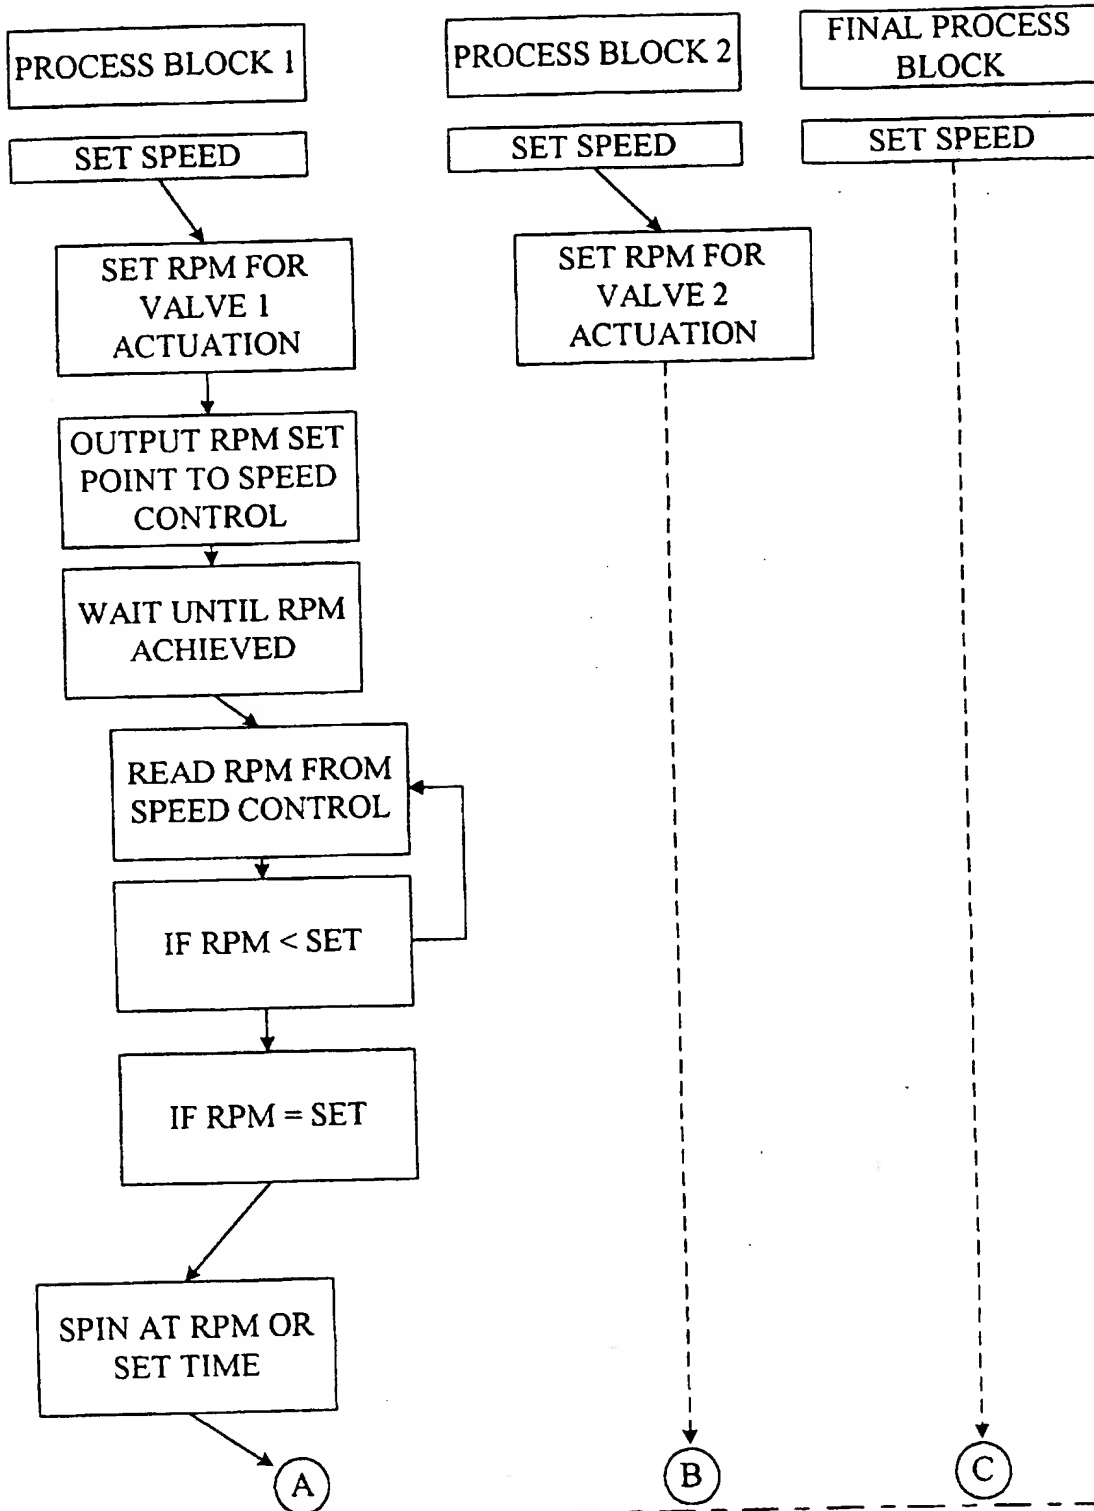 PROCESS BLOCK 1
SET SPEED
SET RPM FOR
VALVE 1
ACTUATION
OUTPUT RPM SET
POINT TO SPEED
CONTROL
WAIT UNTIL RPM
ACHIEVED
READ RPM FROM
SPEED CONTROL
IF RPM < SET
IF RPM = SET
SPIN AT RPM OR
SET TIME
A
PROCESS BLOCK 2
SET SPEED
SET RPM FOR
VALVE 2
ACTUATION
B
FINAL PROCESS
BLOCK
SET SPEED
C